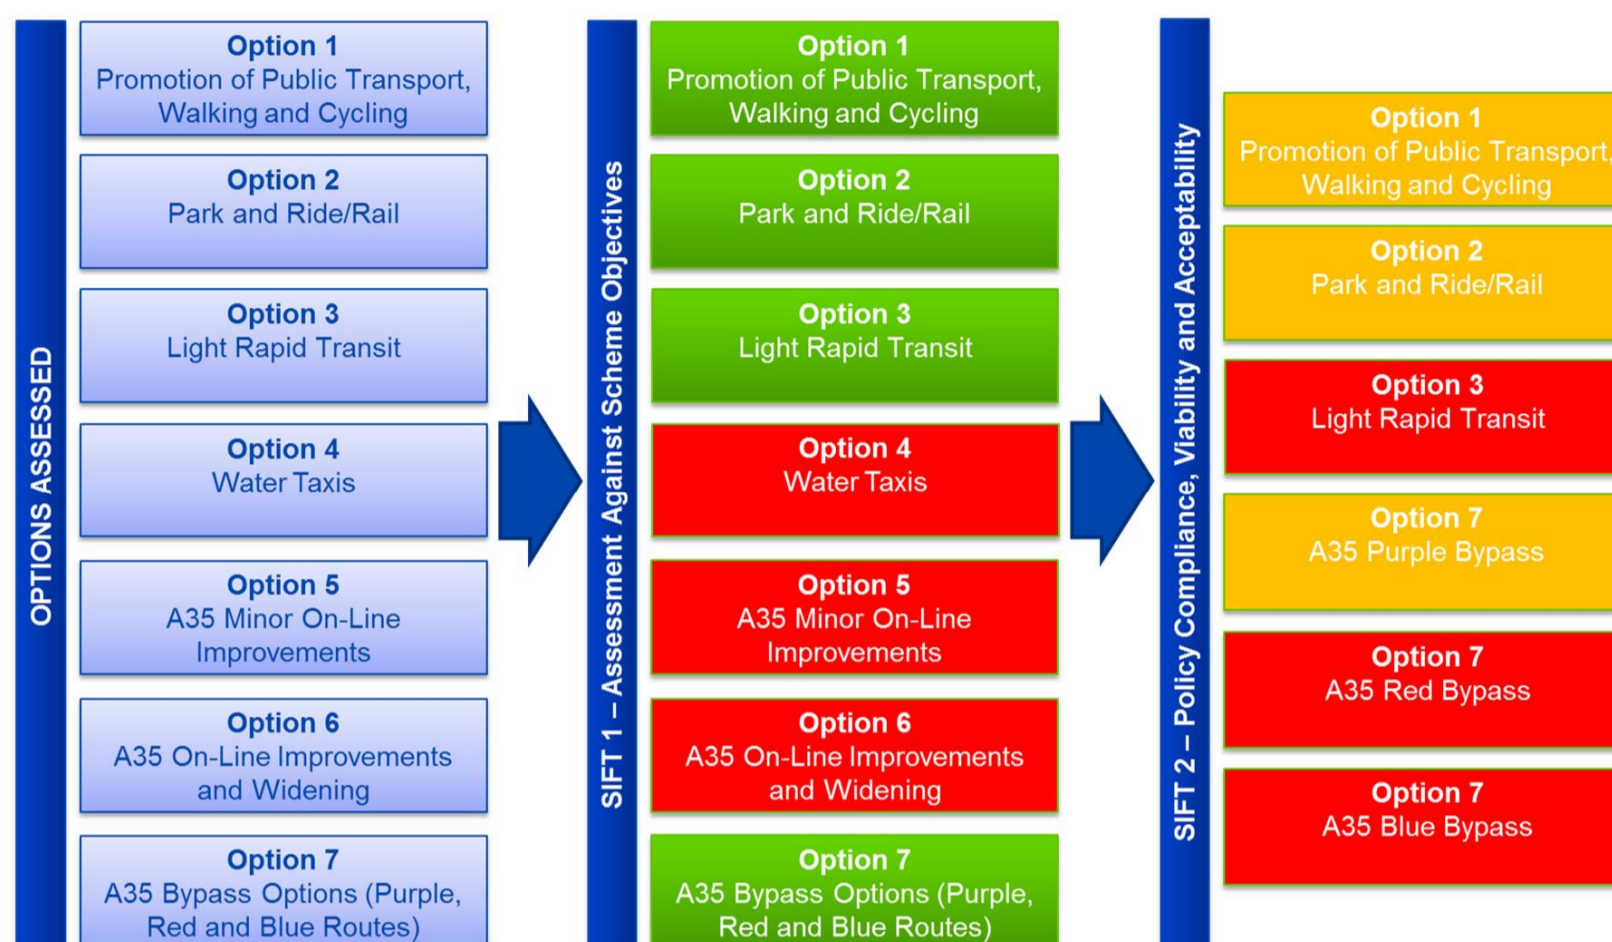 OPTIONS ASSESSED
Option 1
Promotion of Public Transport,
Walking and Cycling
Option 2
Park and Ride/Rail
Option 3
Light Rapid Transit
Option 4
Water Taxis
Option 5
A35 Minor On-Line
Improvements
Option 6
A35 On-Line Improvements
and Widening
Option 7
A35 Bypass Options (Purple,
Red and Blue Routes)
SIFT 1 – Assessment Against Scheme Objectives
Option 1
Promotion of Public Transport,
Walking and Cycling
Option 2
Park and Ride/Rail
Option 3
Light Rapid Transit
Option 4
Water Taxis
Option 5
A35 Minor On-Line
Improvements
Option 6
A35 On-Line Improvements
and Widening
Option 7
A35 Bypass Options (Purple,
Red and Blue Routes)
SIFT 2 – Policy Compliance, Viability and Acceptability
Option 1
Promotion of Public Transport,
Walking and Cycling
Option 2
Park and Ride/Rail
Option 3
Light Rapid Transit
Option 7
A35 Purple Bypass
Option 7
A35 Red Bypass
Option 7
A35 Blue Bypass